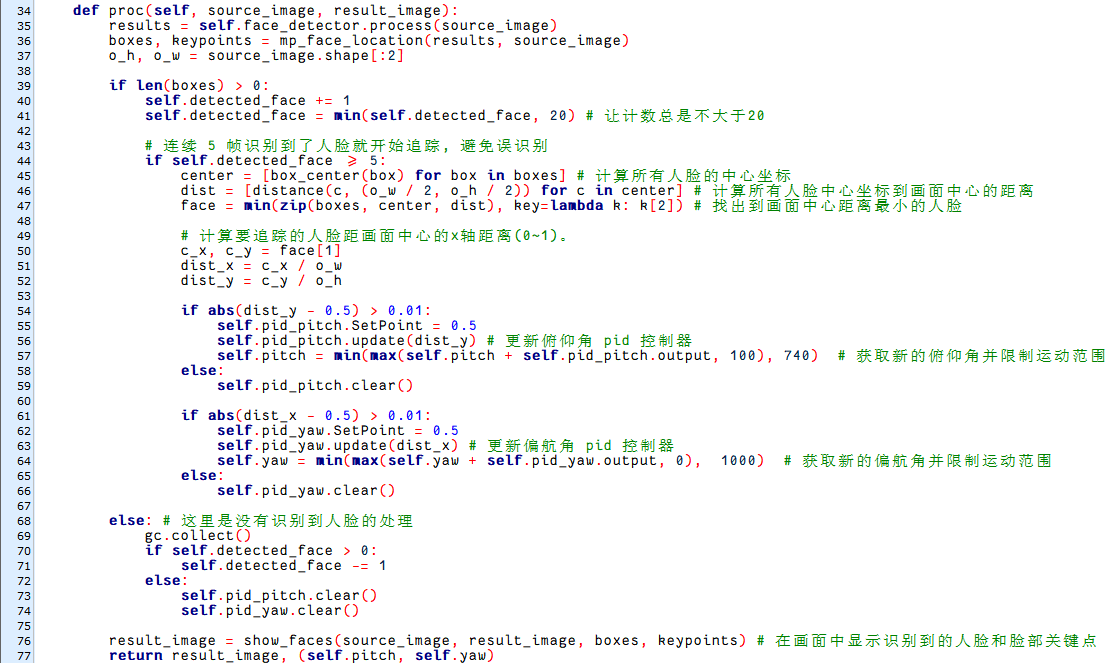 34 def proc(self, source_image, result_image):
35 results = self.face_detector.process(source_image)
36 boxes, keypoints = mp_face_location(results, source_image)
37 o_h, o_w = source_image.shape[:2]
38
39 if len(boxes) > 0:
40 self.detected_face += 1
41 self.detected_face = min(self.detected_face, 20) # 让计数总是不大于20
42
43 # 连续 5 帧识别到了人脸就开始追踪, 避免误识别
44 if self.detected_face >= 5:
45 center = [box_center(box) for box in boxes] # 计算所有人脸的中心坐标
46 dist = [distance(c, (o_w / 2, o_h / 2)) for c in center] # 计算所有人脸中心坐标到画面中心的距离
47 face = min(zip(boxes, center, dist), key=lambda k: k[2]) # 找出到画面中心距离最小的人脸
48
49 # 计算要追踪的人脸距画面中心的x轴距离(0~1)。
50 c_x, c_y = face[1]
51 dist_x = c_x / o_w
52 dist_y = c_y / o_h
53
54 if abs(dist_y - 0.5) > 0.01:
55 self.pid_pitch.SetPoint = 0.5
56 self.pid_pitch.update(dist_y) # 更新俯仰角 pid 控制器
57 self.pitch = min(max(self.pitch + self.pid_pitch.output, 100), 740) # 获取新的俯仰角并限制运动范围
58 else:
59 self.pid_pitch.clear()
60
61 if abs(dist_x - 0.5) > 0.01:
62 self.pid_yaw.SetPoint = 0.5
63 self.pid_yaw.update(dist_x) # 更新偏航角 pid 控制器
64 self.yaw = min(max(self.yaw + self.pid_yaw.output, 0), 1000) # 获取新的偏航角并限制运动范围
65 else:
66 self.pid_yaw.clear()
67
68 else: # 这里是没有识别到人脸的处理
69 gc.collect()
70 if self.detected_face > 0:
71 self.detected_face -= 1
72 else:
73 self.pid_pitch.clear()
74 self.pid_yaw.clear()
75
76 result_image = show_faces(source_image, result_image, boxes, keypoints) # 在画面中显示识别到的人脸和脸部关键点
77 return result_image, (self.pitch, self.yaw)